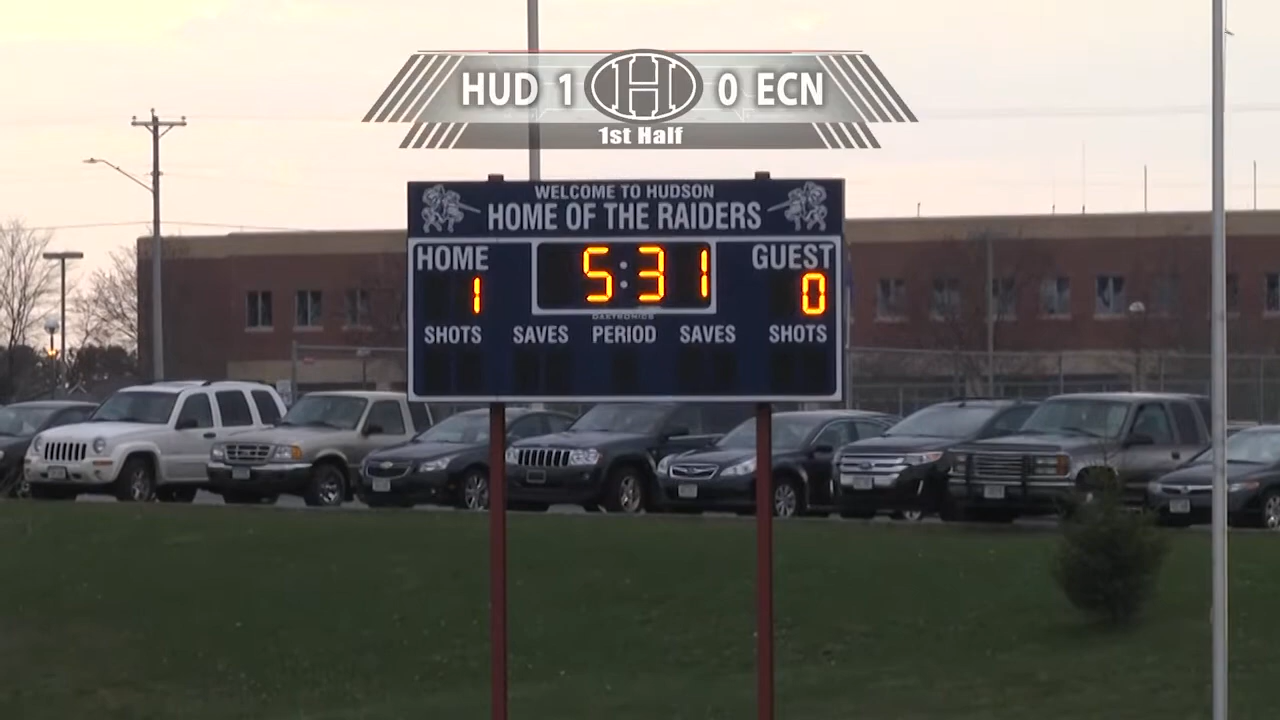 HUD 1 H 0 ECN
1st Half
WELCOME TO HUDSON
HOME OF THE RAIDERS
HOME 5:31 GUEST
1 0
DAKTRONICS
SHOTS SAVES PERIOD SAVES SHOTS